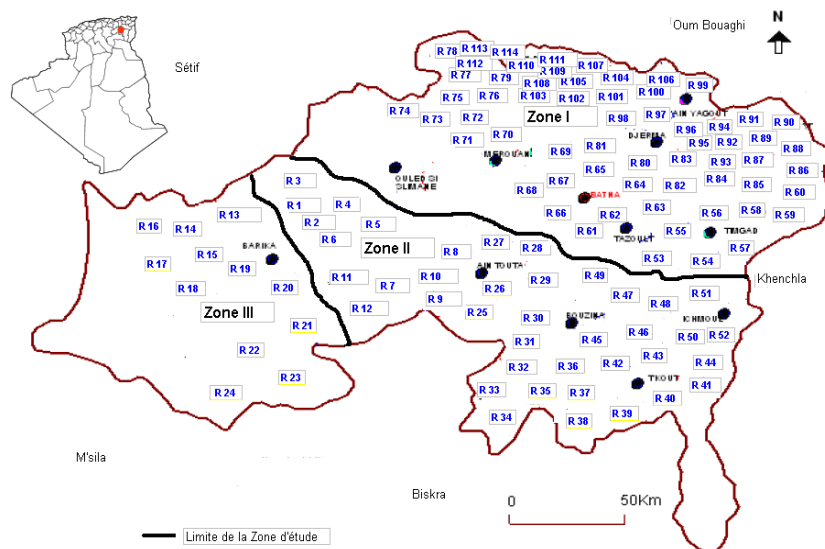 N
Oum Bouaghi
Sétif
R 78 R 113 R 114 R 111
R 112 R 110 R 109 R 107
R 77 R 79 R 108 R 105 R 104 R 106 R 99
R 75 R 76 R 103 R 102 R 101 R 100
AIN YAGOUT
R 74 R 73 R 72 Zone I R 98 R 97 R 91 R 90
R 71 R 70 DJERMA R 96 R 94 R 89
R 69 R 81 R 95 R 92 R 88
MEROUANA R 80 R 83 R 93 R 87
OULED SI
SLIMANE
R 65 R 84 R 86
R 3 R 68 R 67 R 64 R 82 R 85 R 60
BATNA
R 1 R 4 R 66 R 62 R 63 R 56 R 58 R 59
R 16 R 14 R 13 R 2 R 5 R 61 TAZOULT R 55 TIMGAD
R 6 Zone II R 8 R 27 R 28 R 53 R 54 R 57
BARIKA
R 17 R 15 R 19 R 11 R 10 AIN TOUTA R 49 Khenchla
R 18 R 20 R 7 R 26 R 29 R 47 R 51
Zone III R 12 R 9 R 25 R 30 BOUZINA R 48 ICHMOUL
R 21 R 31 R 45 R 46 R 50 R 52
R 22 R 32 R 36 R 42 R 43 R 44
R 24 R 23 R 33 R 35 R 37 TKOUT R 41
R 34 R 38 R 39 R 40
M'sila
Biskra
0 50Km
Limite de la Zone d'étude